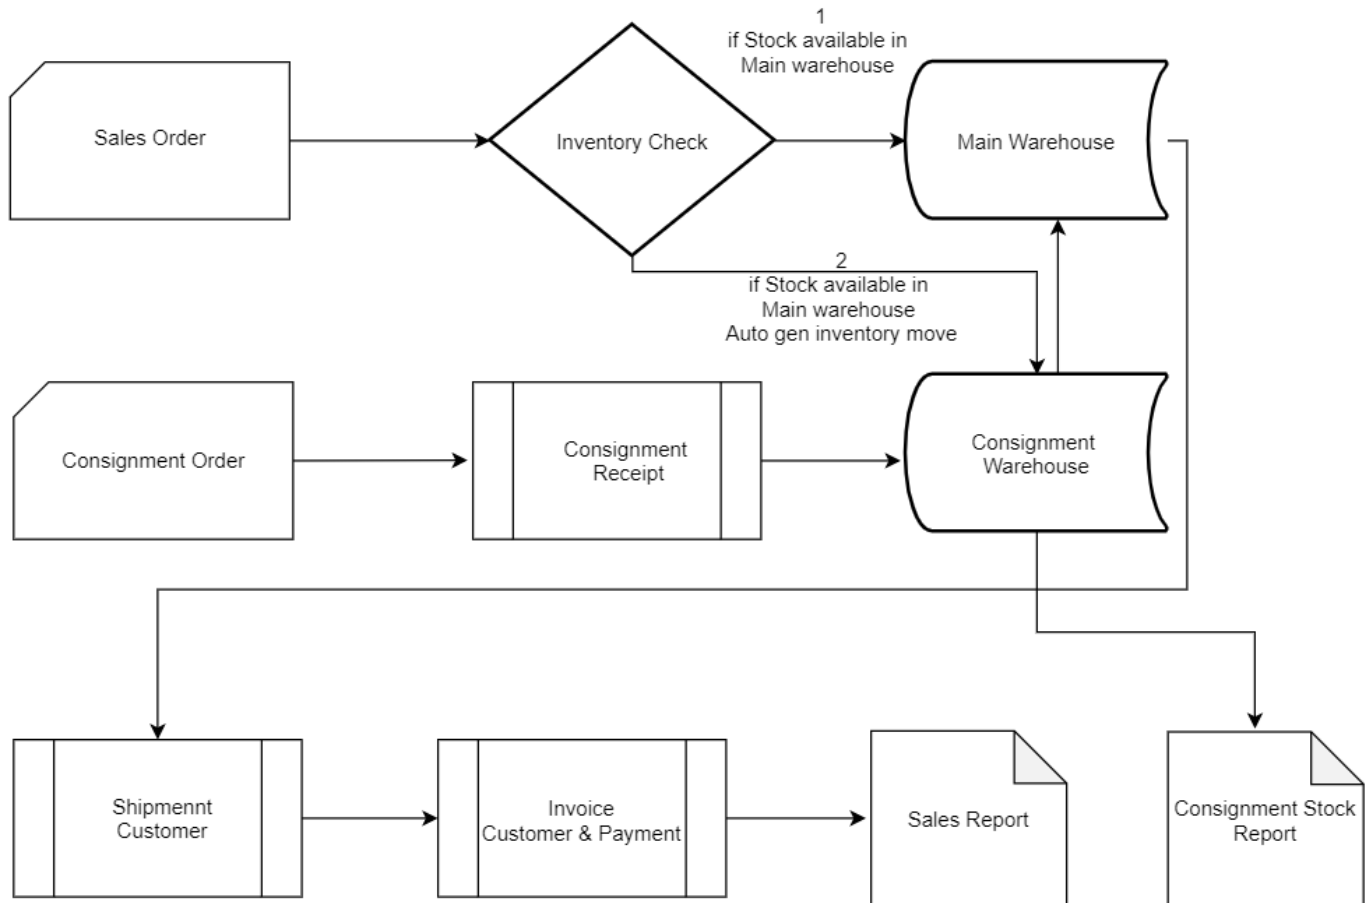 1
if Stock available in
Main warehouse
Sales Order
Inventory Check
Main Warehouse
2
if Stock available in
Main warehouse
Auto gen inventory move
Consignment Order
Consignment
Receipt
Consignment
Warehouse
Shipmennt
Customer
Invoice
Customer & Payment
Sales Report
Consignment Stock
Report